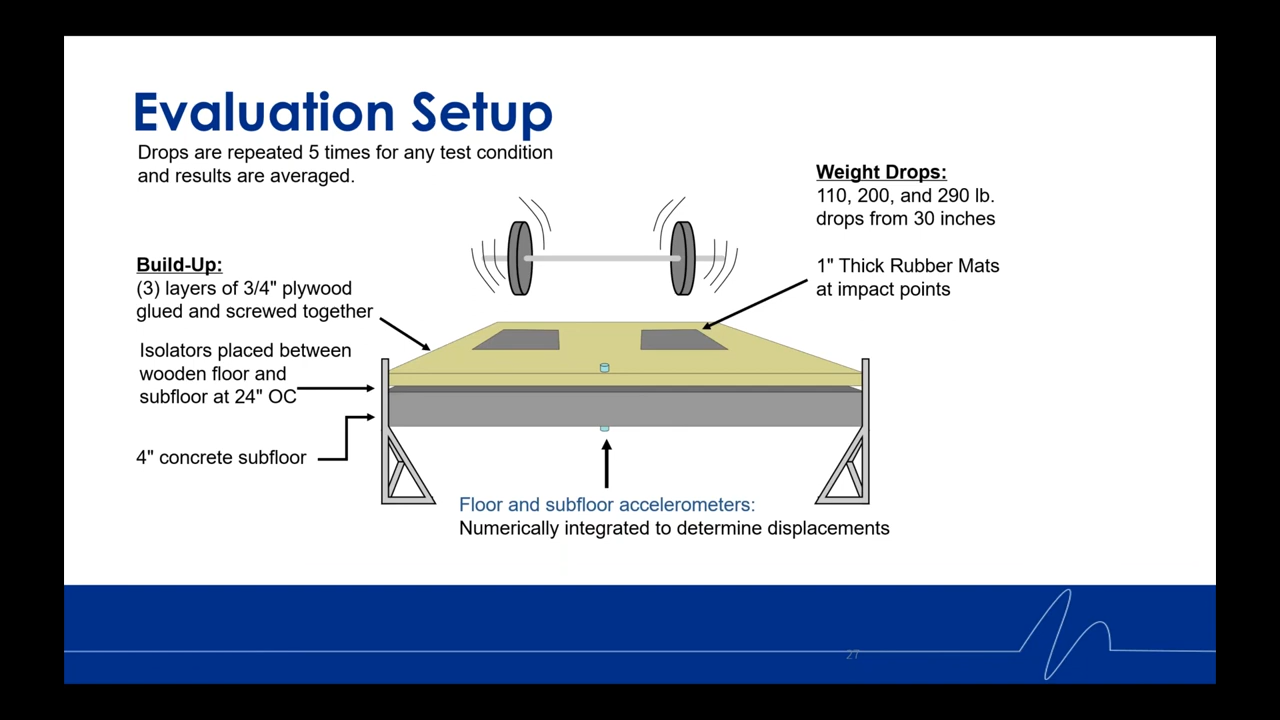 Evaluation Setup
Drops are repeated 5 times for any test condition
and results are averaged.
Weight Drops:
110, 200, and 290 lb.
drops from 30 inches
1" Thick Rubber Mats
at impact points
Build-Up:
(3) layers of 3/4" plywood
glued and screwed together
Isolators placed between
wooden floor and
subfloor at 24" OC
4" concrete subfloor
Floor and subfloor accelerometers:
Numerically integrated to determine displacements
27